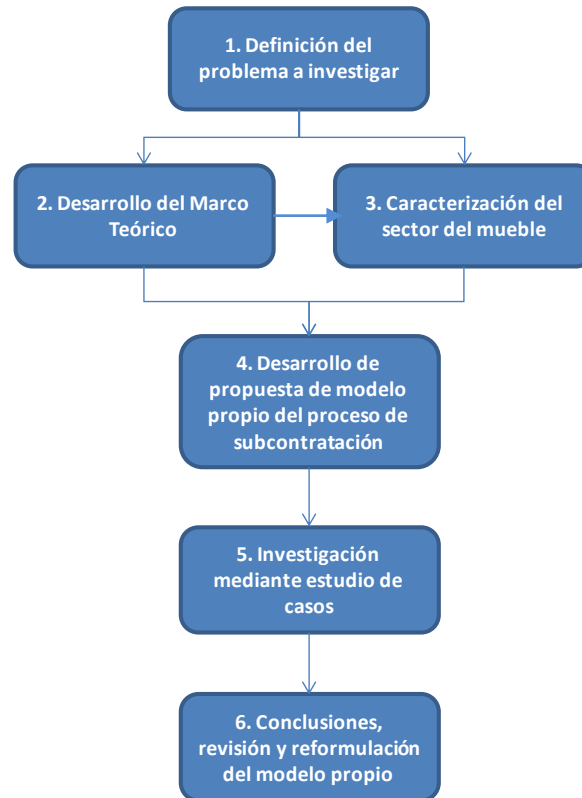 1. Definición del
problema a investigar
2. Desarrollo del Marco
Teórico
3. Caracterización del
sector del mueble
4. Desarrollo de
propuesta de modelo
propio del proceso de
subcontratación
5. Investigación
mediante estudio de
casos
6. Conclusiones,
revisión y reformulación
del modelo propio